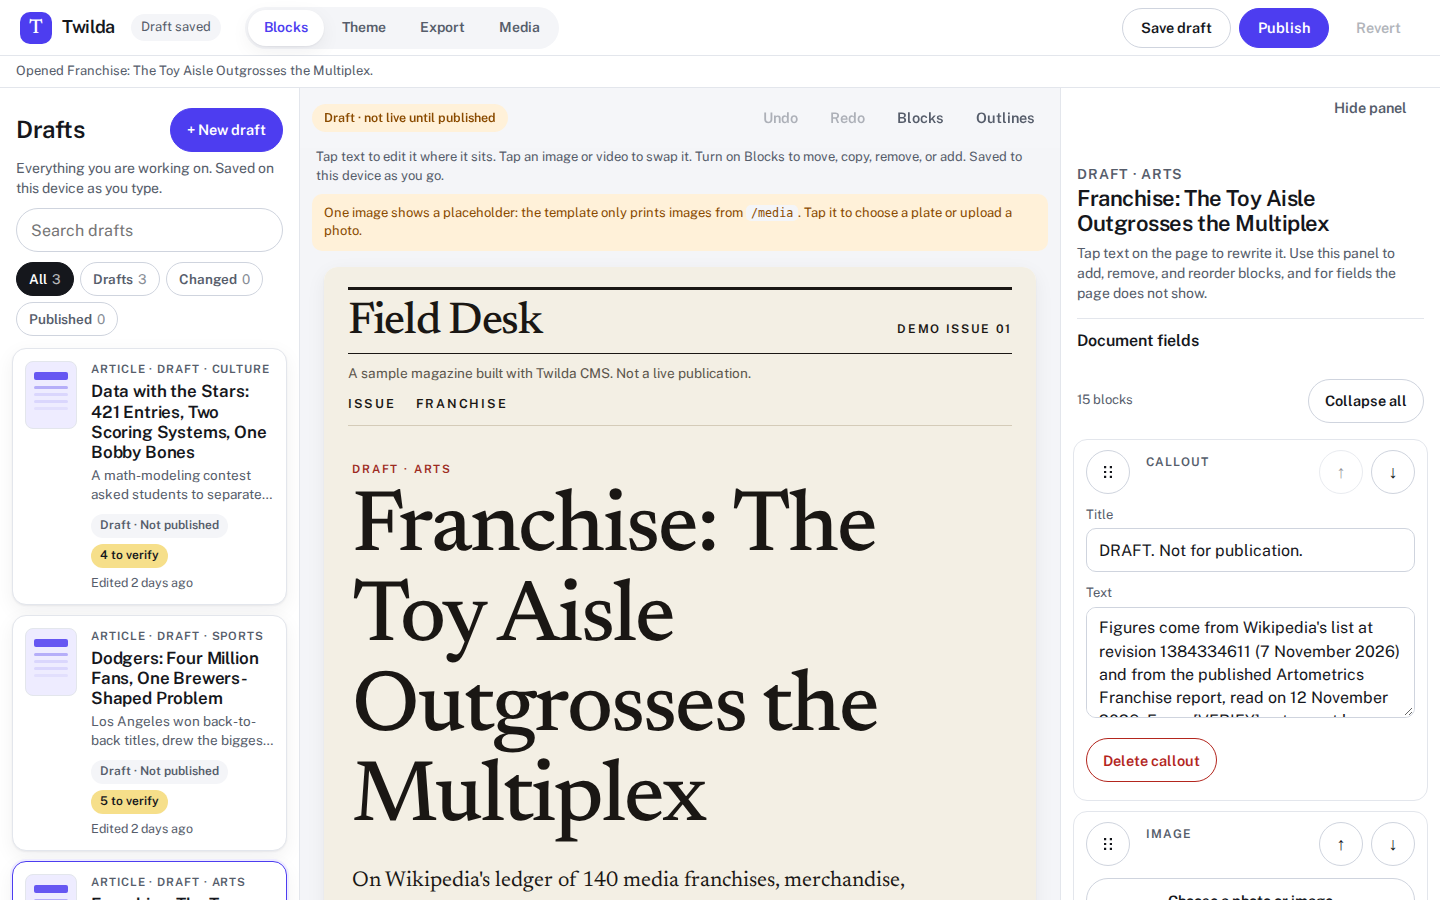 T Twilda Draft saved Blocks Theme Export Media Save draft Publish Revert
Opened Franchise: The Toy Aisle Outgrosses the Multiplex.
Drafts
+ New draft
Everything you are working on. Saved on
this device as you type.
Search drafts
All 3 Drafts 3 Changed 0
Published 0
ARTICLE · DRAFT · CULTURE
Data with the Stars:
421 Entries, Two
Scoring Systems, One
Bobby Bones
A math-modeling contest
asked students to separate...
Draft · Not published
4 to verify
Edited 2 days ago
ARTICLE · DRAFT · SPORTS
Dodgers: Four Million
Fans, One Brewers-
Shaped Problem
Los Angeles won back-to-
back titles, drew the bigges...
Draft · Not published
5 to verify
Edited 2 days ago
ARTICLE · DRAFT · ARTS
Draft · not live until published
Undo Redo Blocks Outlines
Tap text to edit it where it sits. Tap an image or video to swap it. Turn on Blocks to move, copy, remove, or add. Saved to
this device as you go.
One image shows a placeholder: the template only prints images from /media . Tap it to choose a plate or upload a
photo.
Field Desk
DEMO ISSUE 01
A sample magazine built with Twilda CMS. Not a live publication.
ISSUE FRANCHISE
DRAFT · ARTS
Franchise: The
Toy Aisle
Outgrosses the
Multiplex
On Wikipedia's ledger of 140 media franchises, merchandise,
Hide panel
DRAFT · ARTS
Franchise: The Toy Aisle
Outgrosses the Multiplex
Tap text on the page to rewrite it. Use this panel to
add, remove, and reorder blocks, and for fields the
page does not show.
Document fields
15 blocks
Collapse all
CALLOUT
↑ ↓
Title
DRAFT. Not for publication.
Text
Figures come from Wikipedia's list at
revision 1384334611 (7 November 2026)
and from the published Artometrics
Franchise report, read on 12 November
Delete callout
IMAGE
↑ ↓
Choose a photo or image